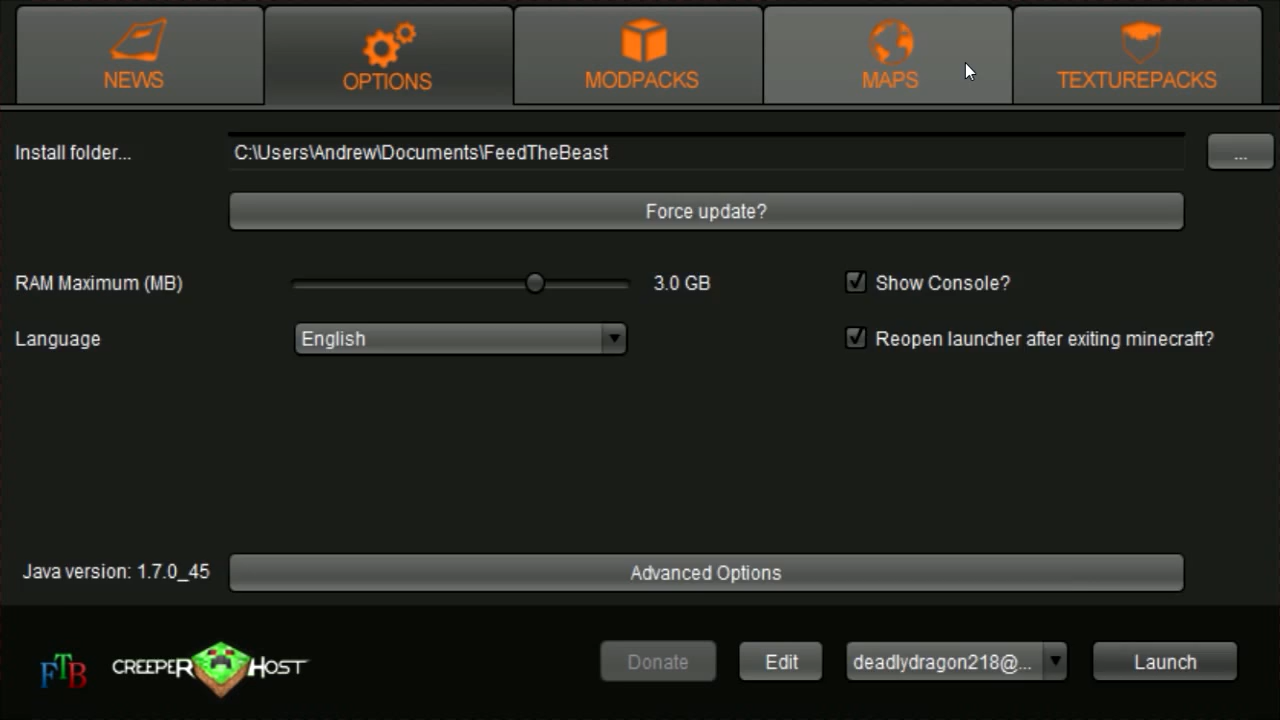 NEWS
OPTIONS
MODPACKS
MAPS
TEXTUREPACKS
Install folder...
C:\Users\Andrew\Documents\FeedTheBeast
...
Force update?
RAM Maximum (MB)
3.0 GB
Show Console?
Language
English
Reopen launcher after exiting minecraft?
Java version: 1.7.0_45
Advanced Options
FTB
CREEPER HOST
Donate
Edit
deadlydragon218@...
Launch